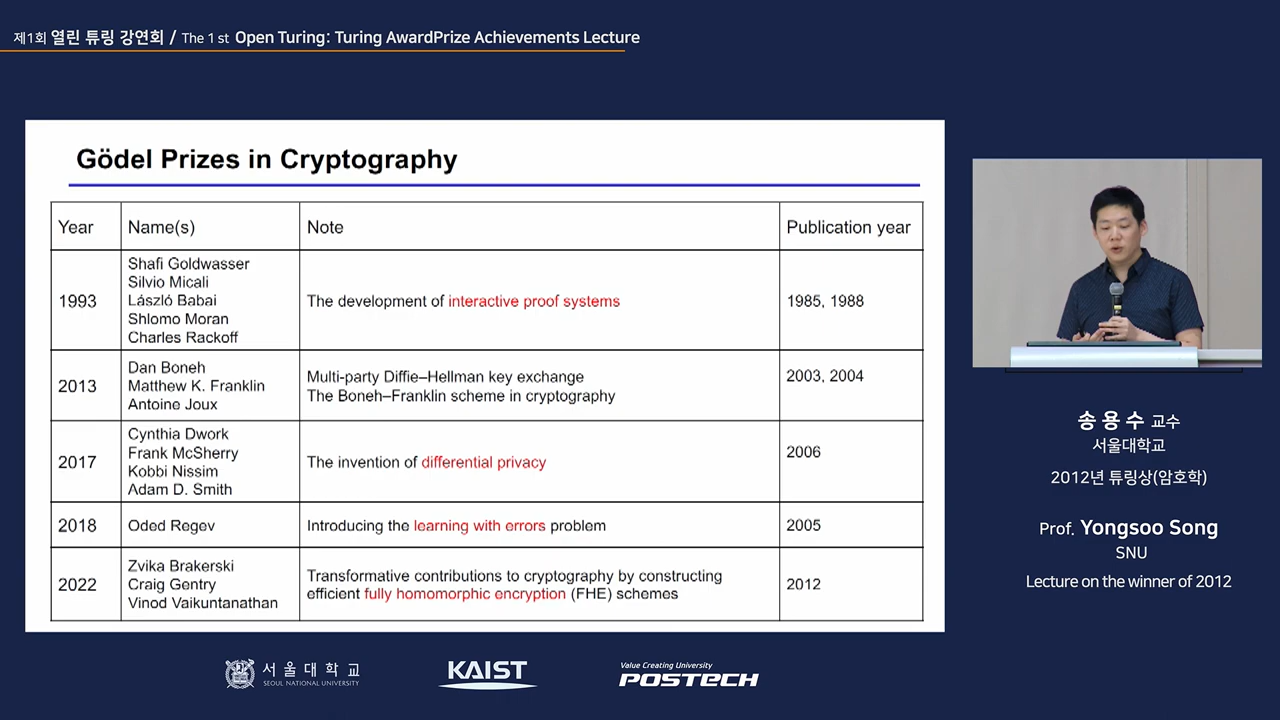 제1회 열린 튜링 강연회 / The 1 st Open Turing: Turing AwardPrize Achievements Lecture
Gödel Prizes in Cryptography
Year Name(s) Note Publication year
1993
Shafi Goldwasser
Silvio Micali
László Babai
Shlomo Moran
Charles Rackoff
The development of interactive proof systems
1985, 1988
2013
Dan Boneh
Matthew K. Franklin
Antoine Joux
Multi-party Diffie–Hellman key exchange
The Boneh–Franklin scheme in cryptography
2003, 2004
2017
Cynthia Dwork
Frank McSherry
Kobbi Nissim
Adam D. Smith
The invention of differential privacy
2006
2018
Oded Regev
Introducing the learning with errors problem
2005
2022
Zvika Brakerski
Craig Gentry
Vinod Vaikuntanathan
Transformative contributions to cryptography by constructing
efficient fully homomorphic encryption (FHE) schemes
2012
송 용 수 교수
서울대학교
2012년 튜링상(암호학)
Prof. Yongsoo Song
SNU
Lecture on the winner of 2012
서울대학교
SEOUL NATIONAL UNIVERSITY
KAIST
Value Creating University
POSTECH